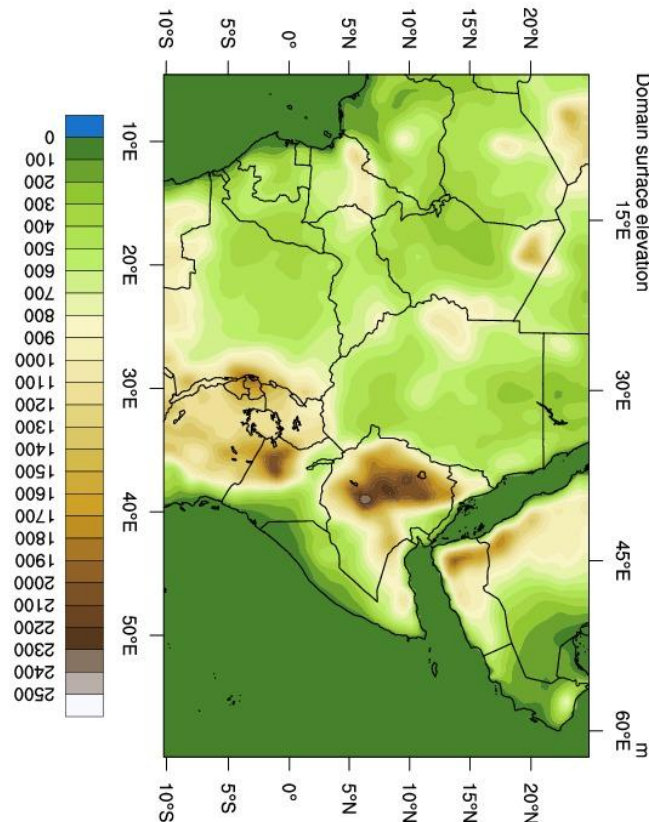 Domain surface elevation m
15°E 30°E 45°E 60°E
20°N 20°N
15°N 15°N
10°N 10°N
5°N 5°N
0° 0°
5°S 5°S
10°S 10°S
10°E 20°E 30°E 40°E 50°E
0 100 200 300 400 500 600 700 800 900 1000 1100 1200 1300 1400 1500 1600 1700 1800 1900 2000 2100 2200 2300 2400 2500